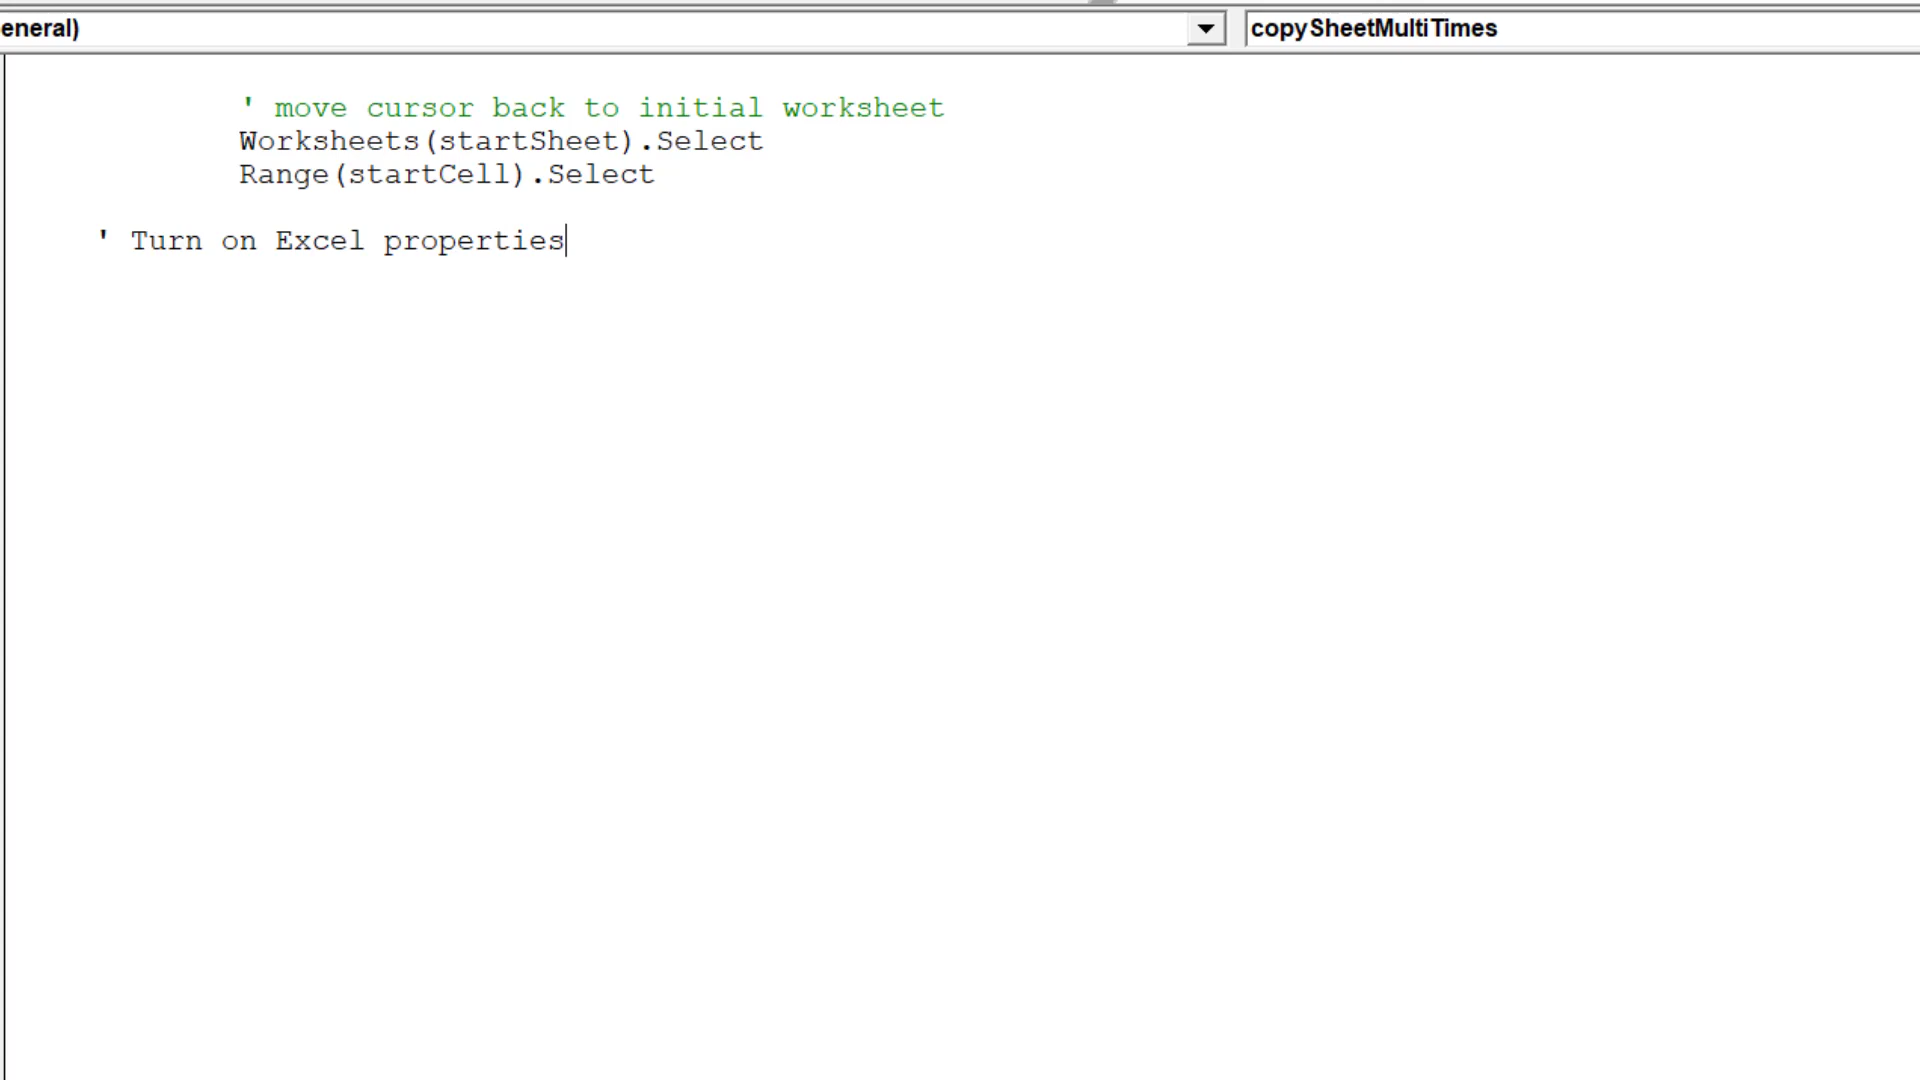 eneral)
copySheetMultiTimes
' move cursor back to initial worksheet
Worksheets(startSheet).Select
Range(startCell).Select
' Turn on Excel properties